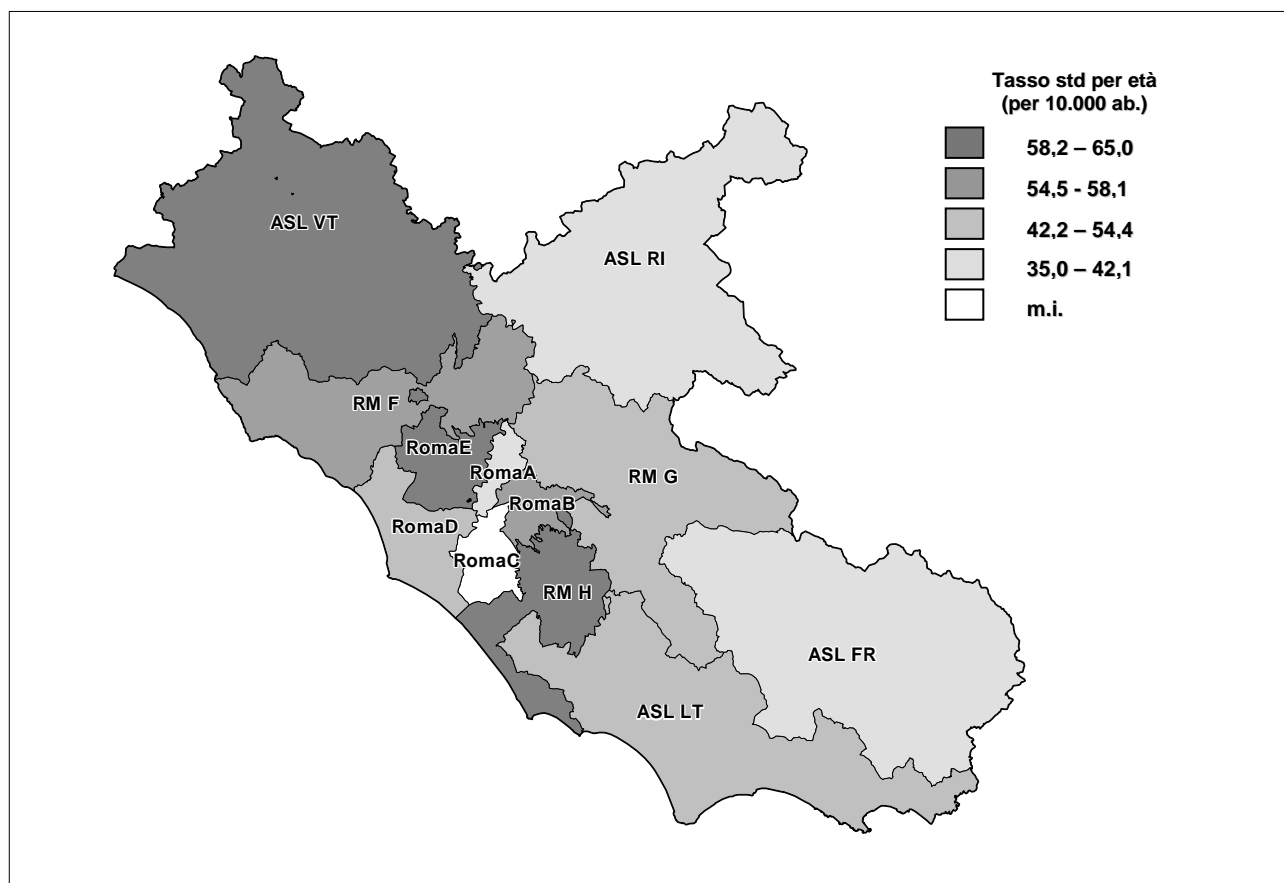 Tasso std per età
(per 10.000 ab.)
58,2 – 65,0
54,5 - 58,1
42,2 – 54,4
35,0 – 42,1
m.i.
ASL VT
ASL RI
RM F
RomaE
RomaA
RM G
RomaB
RomaD
RomaC
RM H
ASL FR
ASL LT